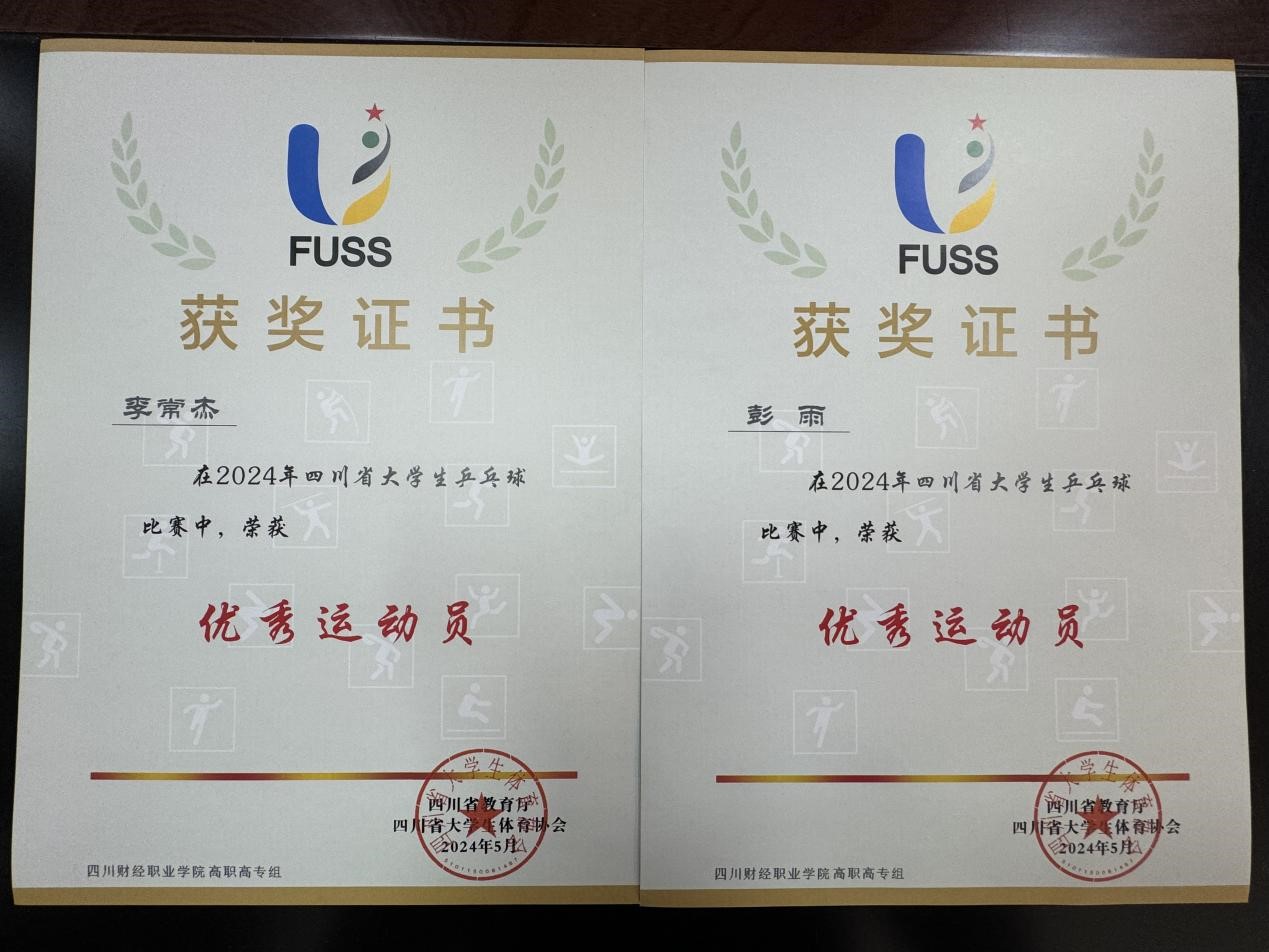 FUSS
获奖证书
李常杰
在2024年四川省大学生乒乓球
比赛中，荣获
优秀运动员
四川省教育厅
四川省大学生体育协会
2024年5月
四川财经职业学院 高职高专组
FUSS
获奖证书
彭雨
在2024年四川省大学生乒乓球
比赛中，荣获
优秀运动员
四川省教育厅
四川省大学生体育协会
2024年5月
四川财经职业学院 高职高专组